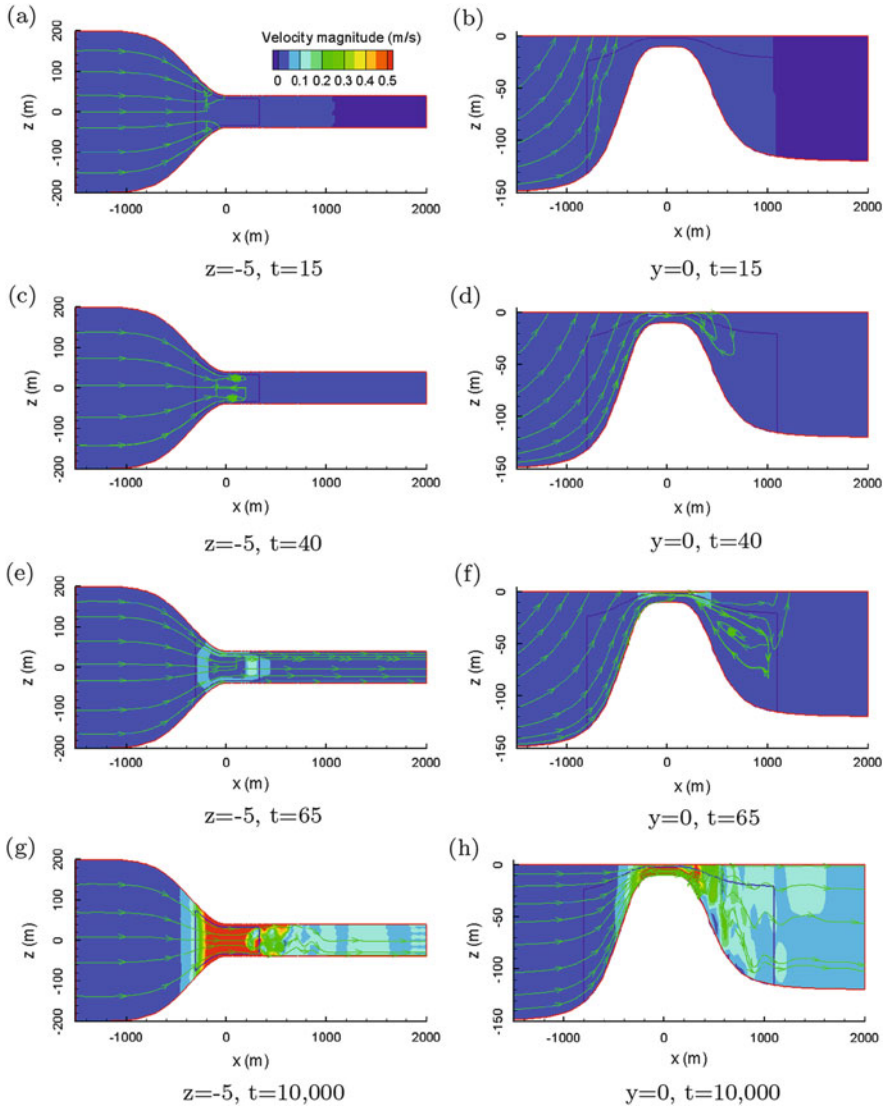 (a)
Velocity magnitude (m/s)
0 0.1 0.2 0.3 0.4 0.5
z (m)
200
100
0
-100
-200
-1000 0 1000 2000
x (m)
z=-5, t=15
(b)
z (m)
0
-50
-100
-150
-1000 0 1000 2000
x (m)
y=0, t=15
(c)
z (m)
200
100
0
-100
-200
-1000 0 1000 2000
x (m)
z=-5, t=40
(d)
z (m)
0
-50
-100
-150
-1000 0 1000 2000
x (m)
y=0, t=40
(e)
z (m)
200
100
0
-100
-200
-1000 0 1000 2000
x (m)
z=-5, t=65
(f)
z (m)
0
-50
-100
-150
-1000 0 1000 2000
x (m)
y=0, t=65
(g)
z (m)
200
100
0
-100
-200
-1000 0 1000 2000
x (m)
z=-5, t=10,000
(h)
z (m)
0
-50
-100
-150
-1000 0 1000 2000
x (m)
y=0, t=10,000